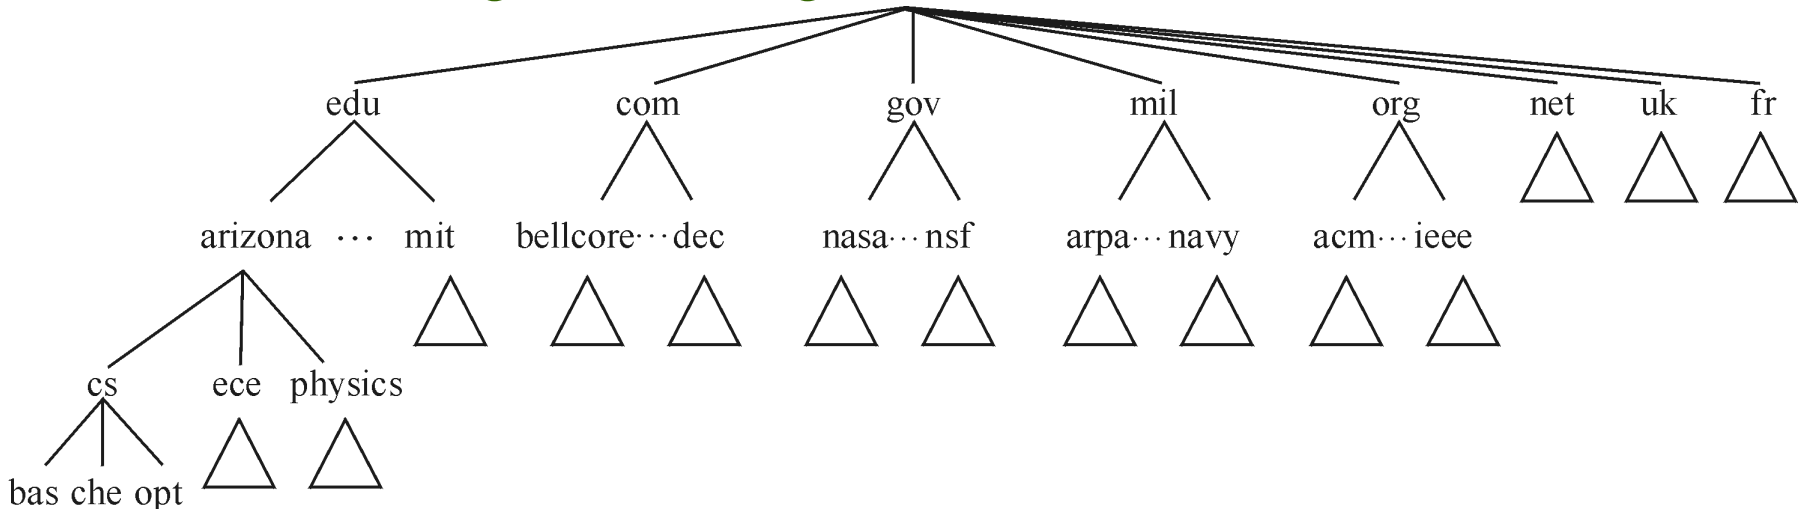 edu com gov mil org net uk fr
arizona ... mit bellcore...dec nasa...nsf arpa...navy acm...ieee
cs ece physics
bas che opt